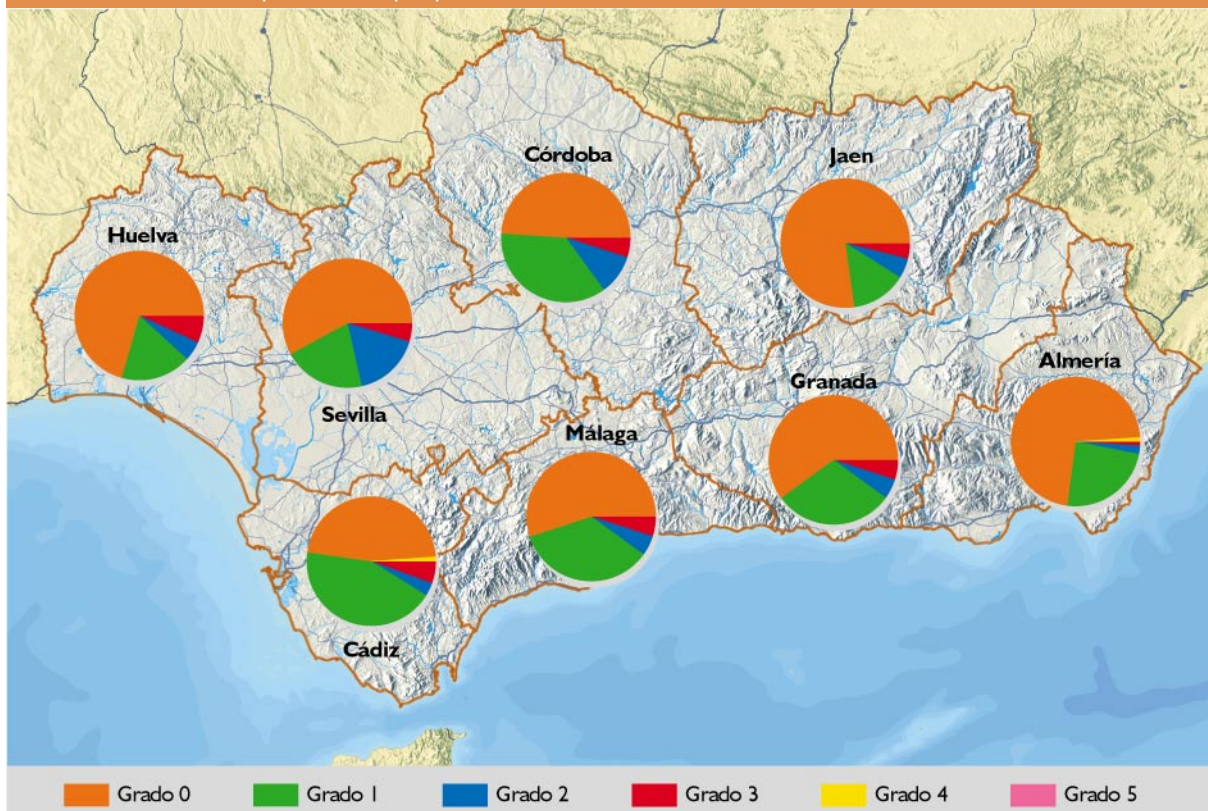 Córdoba
Jaen
Huelva
Almería
Granada
Sevilla
Málaga
Cádiz
Grado 0 Grado 1 Grado 2 Grado 3 Grado 4 Grado 5